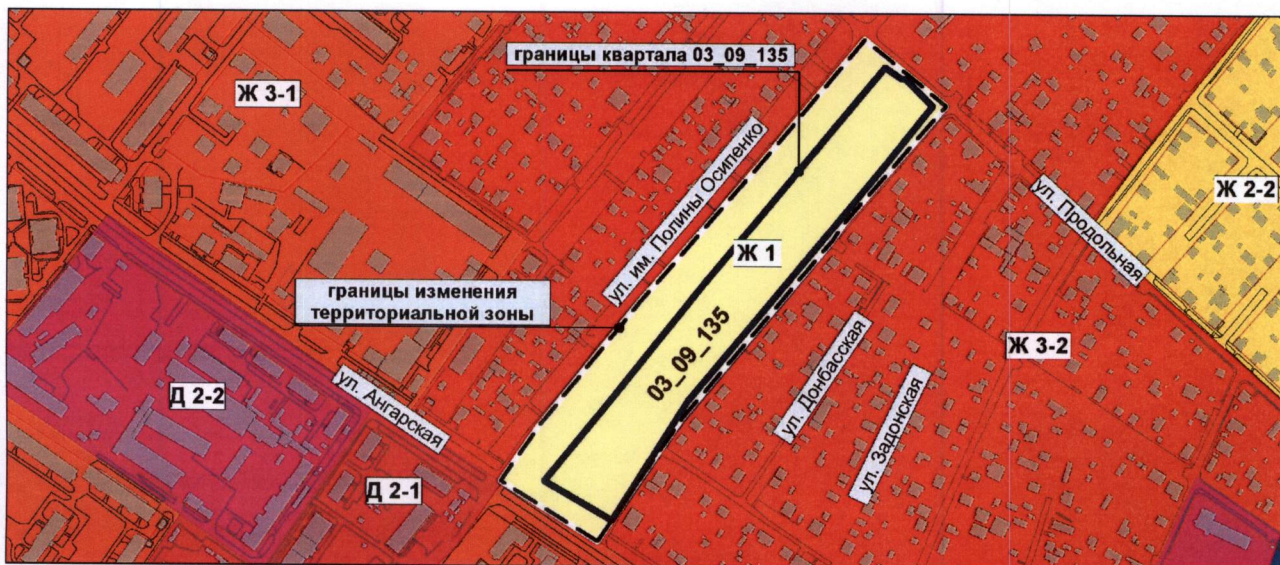 границы квартала 03_09_135
Ж 3-1
ул. им. Полины Осипенко
Ж 2-2
ул. Продольная
Ж 1
границы изменения
территориальной зоны
03_09_135
Ж 3-2
ул. Донбасская
ул. Ангарская
Д 2-2
ул. Задонская
Д 2-1